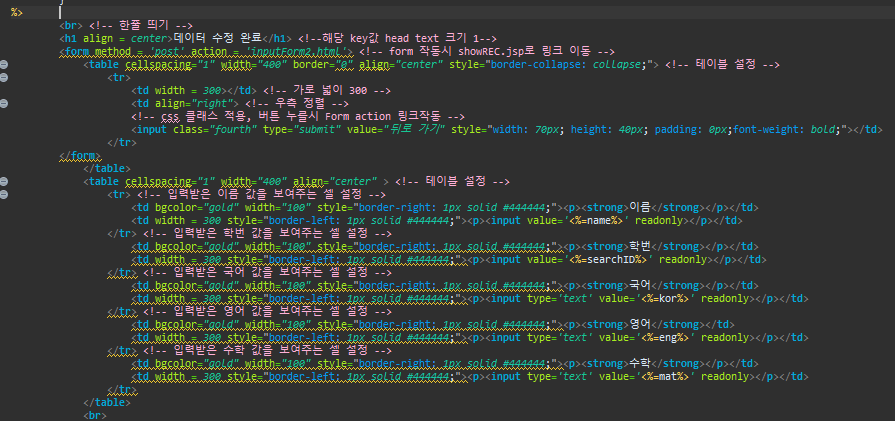 }
%>
<br> <!-- 한줄 띄기 -->
<h1 align = center>데이터 수정 완료</h1> <!--해당 key값 head text 크기 1-->
<form method = 'post' action = 'inputForm2.html'> <!-- form 작동시 showREC.jsp로 링크 이동 -->
<table cellspacing="1" width="400" border="0" align="center" style="border-collapse: collapse;"> <!-- 테이블 설정 -->
<tr>
<td width = 300></td> <!-- 가로 넓이 300 -->
<td align="right"> <!-- 우측 정렬 -->
<!-- css 클래스 적용, 버튼 누를시 Form action 링크작동 -->
<input class="fourth" type="submit" value="뒤로 가기" style="width: 70px; height: 40px; padding: 0px;font-weight: bold;"></td>
</tr>
</form>
</table>
<table cellspacing="1" width="400" align="center" > <!-- 테이블 설정 -->
<tr> <!-- 입력받은 이름 값을 보여주는 셀 설정 -->
<td bgcolor="gold" width="100" style="border-right: 1px solid #444444;"><p><strong>이름</strong></p></td>
<td width = 300 style="border-left: 1px solid #444444;"><p><input value='<%=name%>' readonly></p></td>
</tr> <!-- 입력받은 학번 값을 보여주는 셀 설정 -->
<td bgcolor="gold" width="100" style="border-right: 1px solid #444444;"><p><strong>학번</strong></p></td>
<td width = 300 style="border-left: 1px solid #444444;"><p><input value='<%=searchID%>' readonly></p></td>
</tr> <!-- 입력받은 국어 값을 보여주는 셀 설정 -->
<td bgcolor="gold" width="100" style="border-right: 1px solid #444444;"><p><strong>국어</strong></p></td>
<td width = 300 style="border-left: 1px solid #444444;"><p><input type='text' value='<%=kor%>' readonly></p></td>
</tr> <!-- 입력받은 영어 값을 보여주는 셀 설정 -->
<td bgcolor="gold" width="100" style="border-right: 1px solid #444444;"><p><strong>영어</strong></p></td>
<td width = 300 style="border-left: 1px solid #444444;"><p><input type='text' value='<%=eng%>' readonly></p></td>
</tr> <!-- 입력받은 수학 값을 보여주는 셀 설정 -->
<td bgcolor="gold" width="100" style="border-right: 1px solid #444444;"><p><strong>수학</strong></p></td>
<td width = 300 style="border-left: 1px solid #444444;"><p><input type='text' value='<%=mat%>' readonly></p></td>
</tr>
</table>
<br>